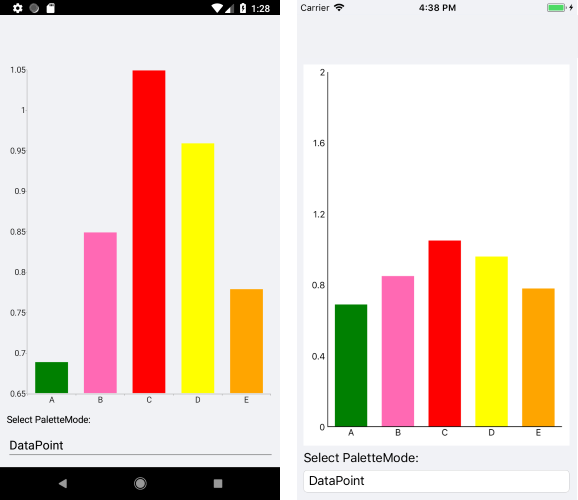 1:28
1.05
1
0.95
0.9
0.85
0.8
0.75
0.7
0.65
A B C D E
Select PaletteMode:
DataPoint
Carrier 4:38 PM
2
1.6
1.2
0.8
0.4
0
A B C D E
Select PaletteMode:
DataPoint